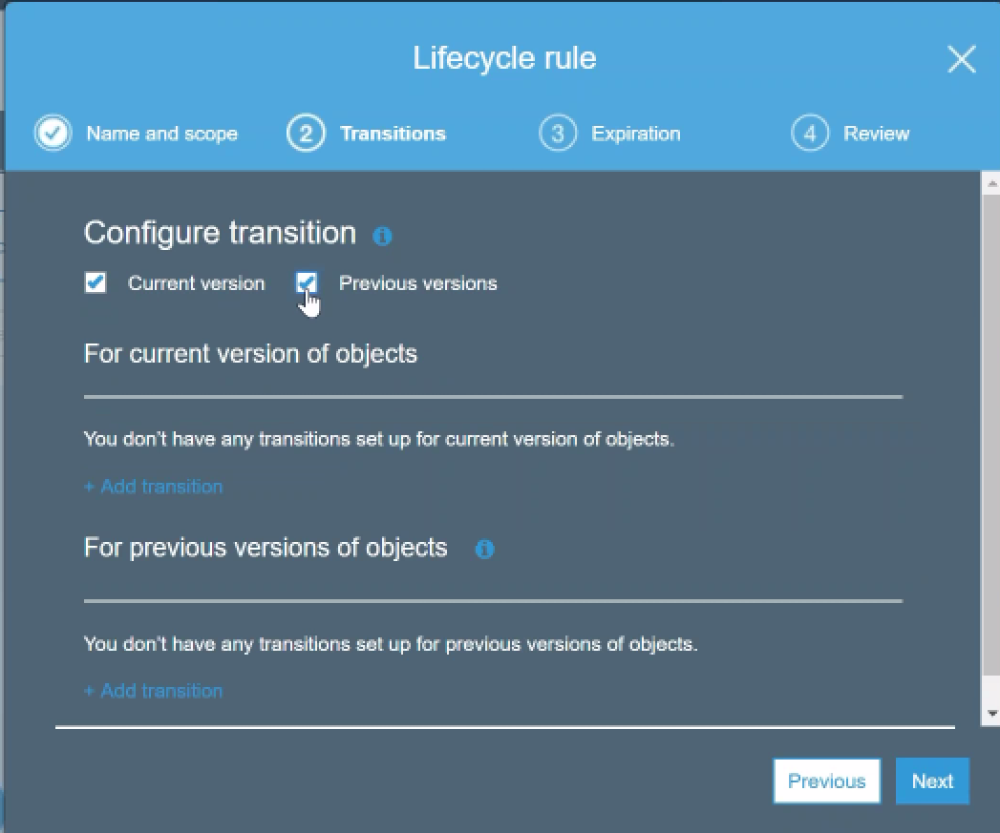 Lifecycle rule
Name and scope 2 Transitions 3 Expiration 4 Review
Configure transition
Current version Previous versions
For current version of objects
You don't have any transitions set up for current version of objects.
+ Add transition
For previous versions of objects
You don't have any transitions set up for previous versions of objects.
+ Add transition
Previous Next